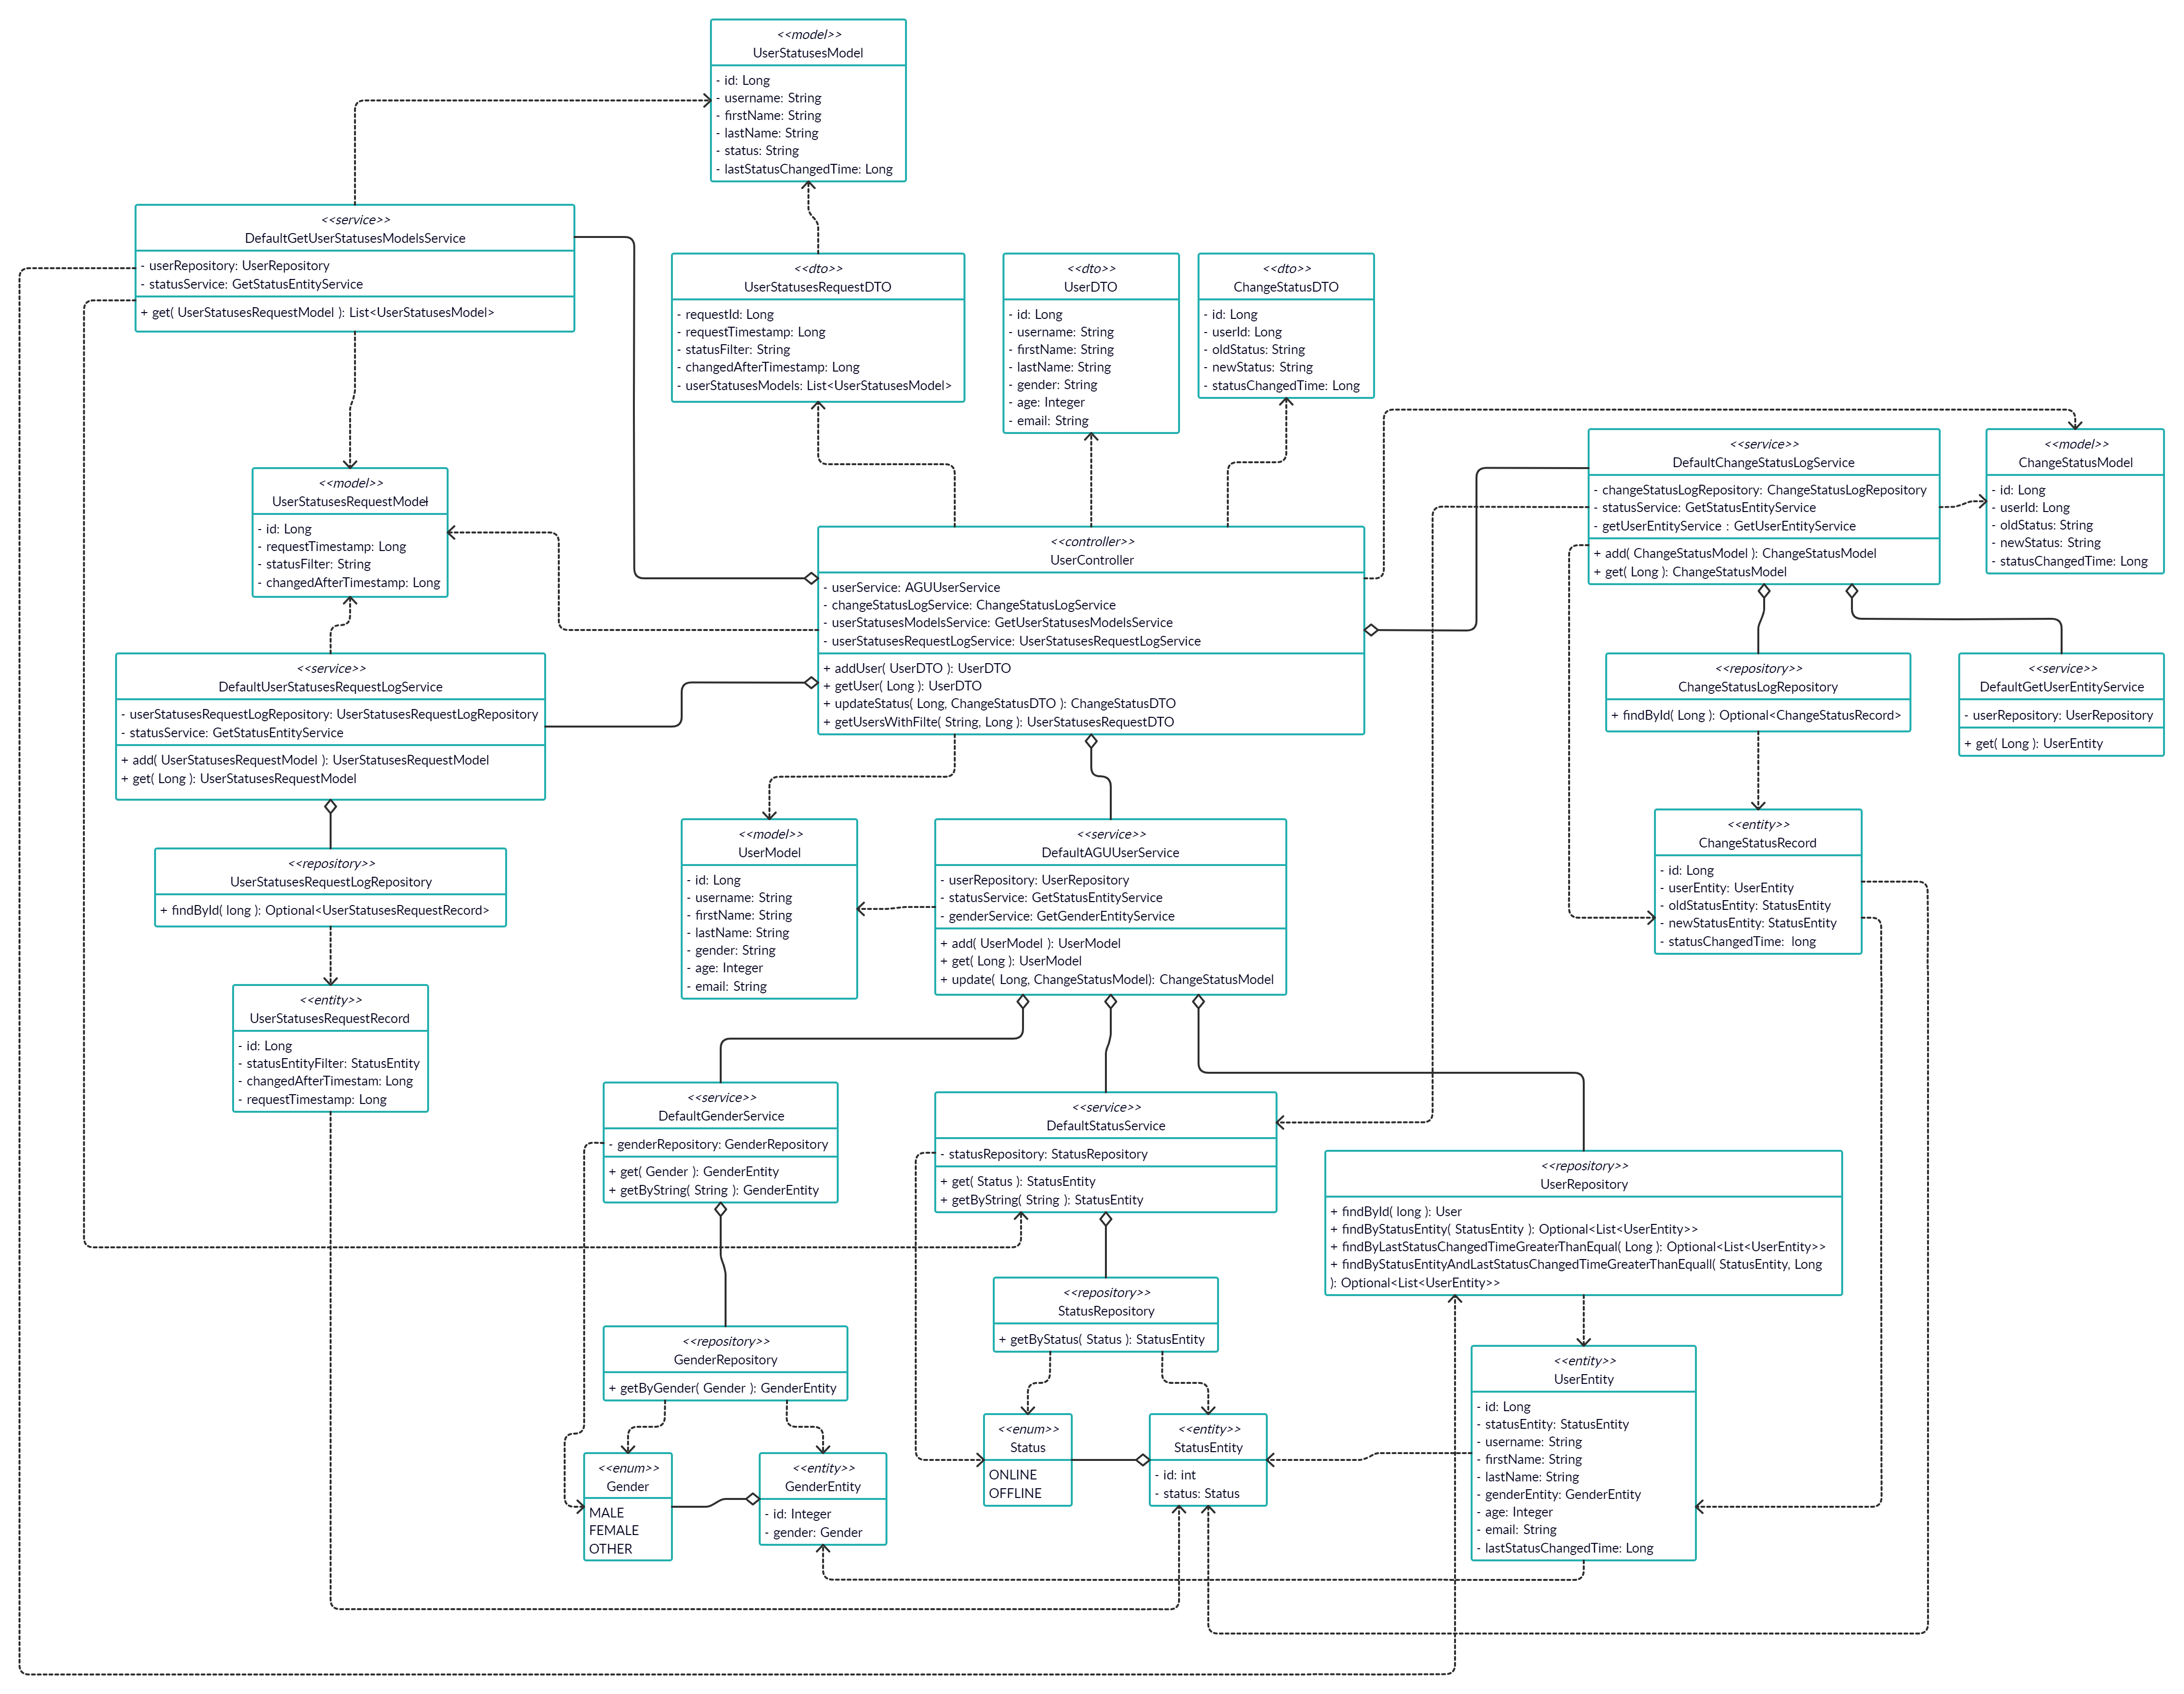 <<model>>
UserStatusesModel
- id: Long
- username: String
- firstName: String
- lastName: String
- status: String
- lastStatusChangedTime: Long
<<service>>
DefaultGetUserStatusesModelsService
- userRepository: UserRepository
- statusService: GetStatusEntityService
+ get( UserStatusesRequestModel ): List<UserStatusesModel>
<<dto>>
UserStatusesRequestDTO
- requestId: Long
- requestTimestamp: Long
- statusFilter: String
- changedAfterTimestamp: Long
- userStatusesModels: List<UserStatusesModel>
<<dto>>
UserDTO
- id: Long
- username: String
- firstName: String
- lastName: String
- gender: String
- age: Integer
- email: String
<<dto>>
ChangeStatusDTO
- id: Long
- userId: Long
- oldStatus: String
- newStatus: String
- statusChangedTime: Long
<<service>>
DefaultChangeStatusLogService
- changeStatusLogRepository: ChangeStatusLogRepository
- statusService: GetStatusEntityService
- getUserEntityService : GetUserEntityService
+ add( ChangeStatusModel ): ChangeStatusModel
+ get( Long ): ChangeStatusModel
<<model>>
ChangeStatusModel
- id: Long
- userId: Long
- oldStatus: String
- newStatus: String
- statusChangedTime: Long
<<model>>
UserStatusesRequestModel
- id: Long
- requestTimestamp: Long
- statusFilter: String
- changedAfterTimestamp: Long
<<controller>>
UserController
- userService: AGUUserService
- changeStatusLogService: ChangeStatusLogService
- userStatusesModelsService: GetUserStatusesModelsService
- userStatusesRequestLogService: UserStatusesRequestLogService
+ addUser( UserDTO ): UserDTO
+ getUser( Long ): UserDTO
+ updateStatus( Long, ChangeStatusDTO ): ChangeStatusDTO
+ getUsersWithFilte( String, Long ): UserStatusesRequestDTO
<<service>>
DefaultUserStatusesRequestLogService
- userStatusesRequestLogRepository: UserStatusesRequestLogRepository
- statusService: GetStatusEntityService
+ add( UserStatusesRequestModel ): UserStatusesRequestModel
+ get( Long ): UserStatusesRequestModel
<<repository>>
ChangeStatusLogRepository
+ findById( Long ): Optional<ChangeStatusRecord>
<<service>>
DefaultGetUserEntityService
- userRepository: UserRepository
+ get( Long ): UserEntity
<<repository>>
UserStatusesRequestLogRepository
+ findById( long ): Optional<UserStatusesRequestRecord>
<<model>>
UserModel
- id: Long
- username: String
- firstName: String
- lastName: String
- gender: String
- age: Integer
- email: String
<<service>>
DefaultAGUUserService
- userRepository: UserRepository
- statusService: GetStatusEntityService
- genderService: GetGenderEntityService
+ add( UserModel ): UserModel
+ get( Long ): UserModel
+ update( Long, ChangeStatusModel): ChangeStatusModel
<<entity>>
ChangeStatusRecord
- id: Long
- userEntity: UserEntity
- oldStatusEntity: StatusEntity
- newStatusEntity: StatusEntity
- statusChangedTime: long
<<entity>>
UserStatusesRequestRecord
- id: Long
- statusEntityFilter: StatusEntity
- changedAfterTimestam: Long
- requestTimestamp: Long
<<service>>
DefaultGenderService
- genderRepository: GenderRepository
+ get( Gender ): GenderEntity
+ getByString( String ): GenderEntity
<<service>>
DefaultStatusService
- statusRepository: StatusRepository
+ get( Status ): StatusEntity
+ getByString( String ): StatusEntity
<<repository>>
UserRepository
+ findById( long ): User
+ findByStatusEntity( StatusEntity ): Optional<List<UserEntity>>
+ findByLastStatusChangedTimeGreaterThanEqual( Long ): Optional<List<UserEntity>>
+ findByStatusEntityAndLastStatusChangedTimeGreaterThanEquall( StatusEntity, Long
): Optional<List<UserEntity>>
<<repository>>
StatusRepository
+ getByStatus( Status ): StatusEntity
<<repository>>
GenderRepository
+ getByGender( Gender ): GenderEntity
<<entity>>
UserEntity
- id: Long
- statusEntity: StatusEntity
- username: String
- firstName: String
- lastName: String
- genderEntity: GenderEntity
- age: Integer
- email: String
- lastStatusChangedTime: Long
<<enum>>
Status
ONLINE
OFFLINE
<<entity>>
StatusEntity
- id: int
- status: Status
<<enum>>
Gender
MALE
FEMALE
OTHER
<<entity>>
GenderEntity
- id: Integer
- gender: Gender